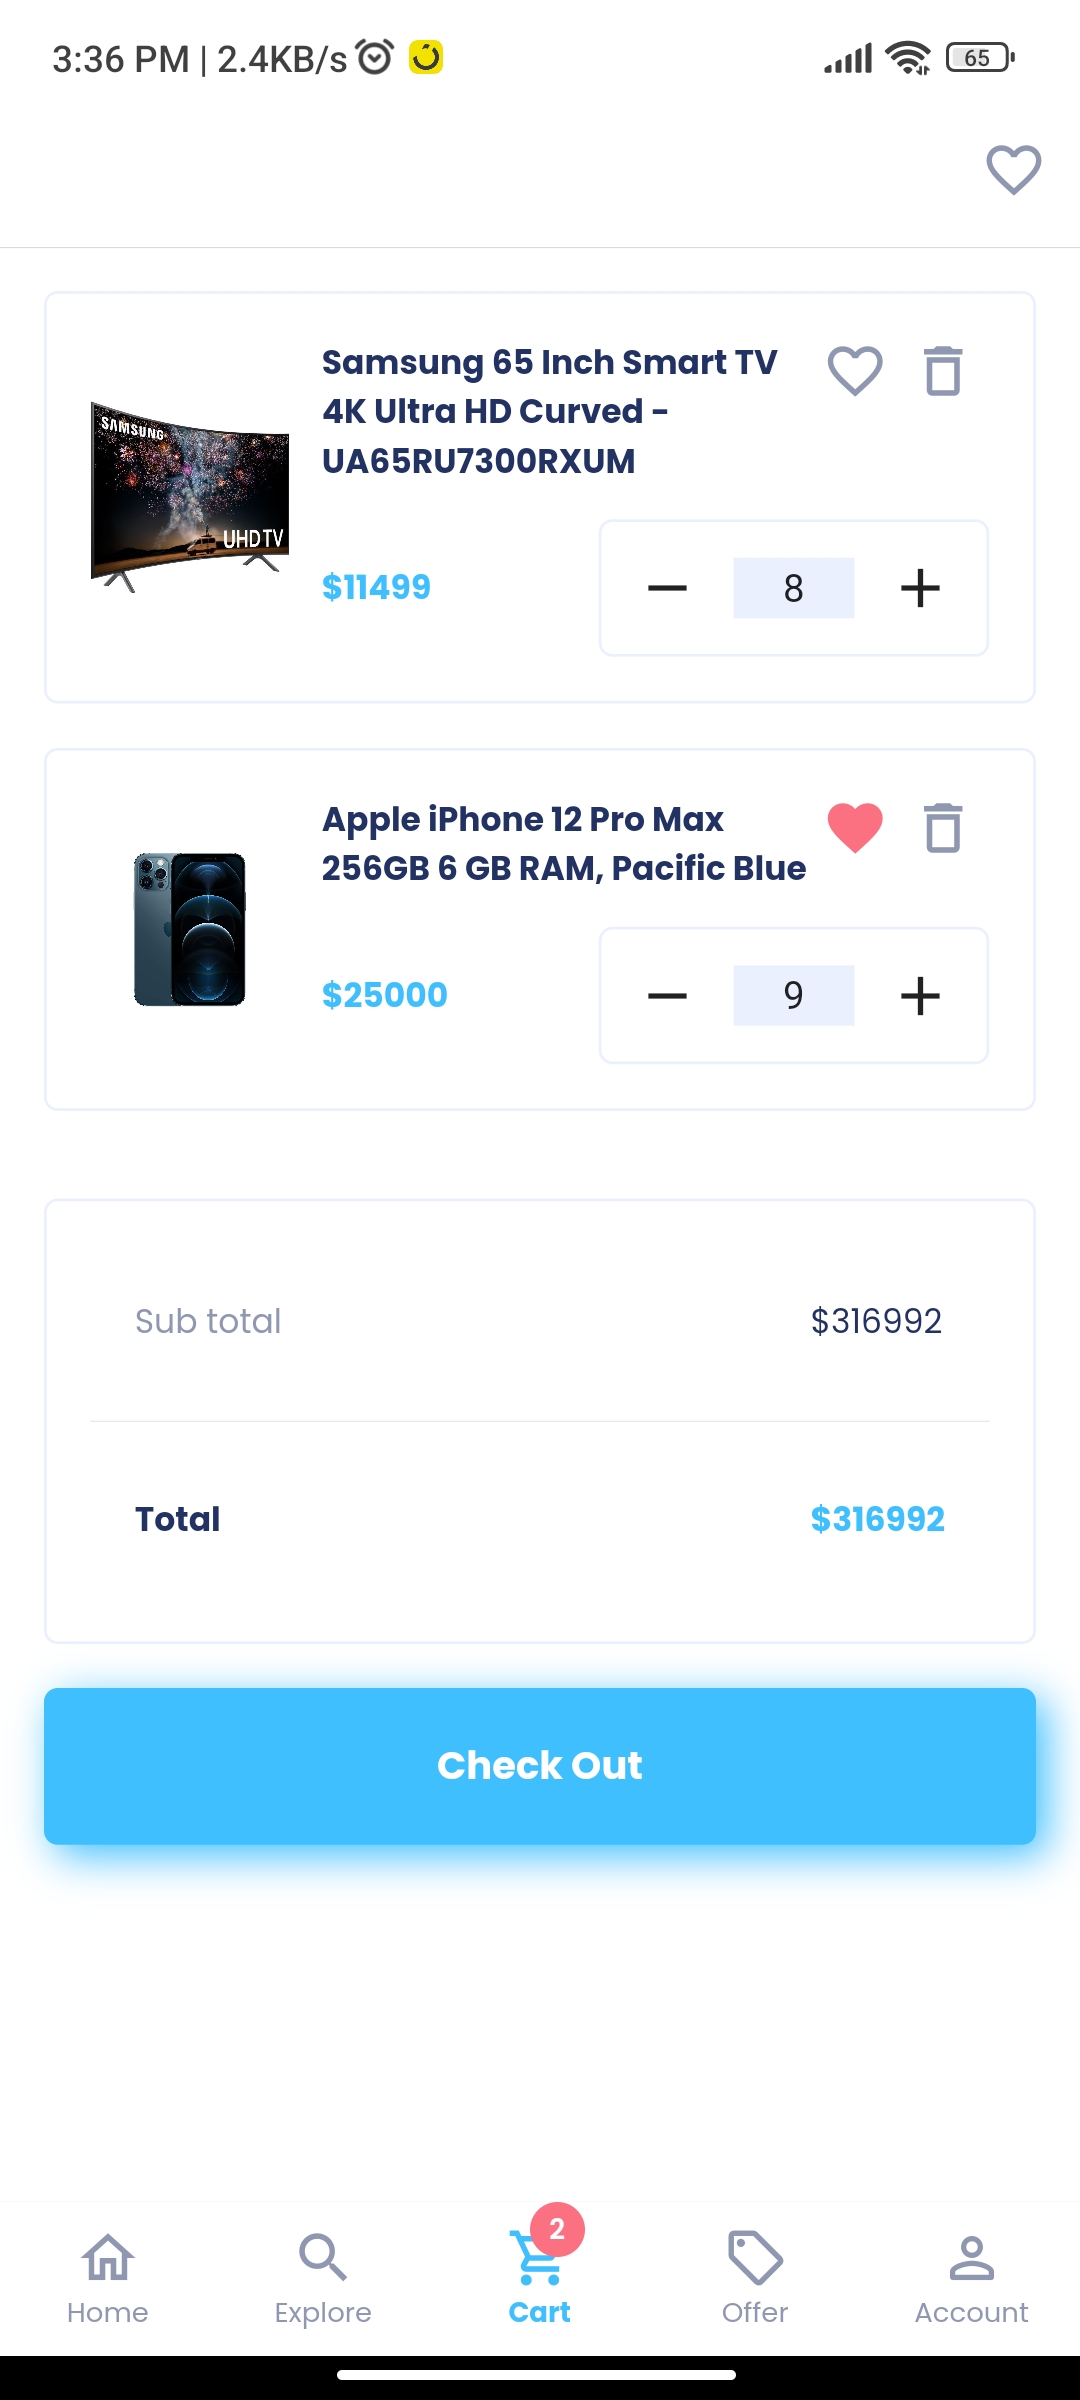 3:36 PM | 2.4KB/s
65
Samsung 65 Inch Smart TV
4K Ultra HD Curved -
UA65RU7300RXUM
SAMSUNG
UHD TV
$11499
8
Apple iPhone 12 Pro Max
256GB 6 GB RAM, Pacific Blue
$25000
9
Sub total
$316992
Total
$316992
Check Out
2
Home
Explore
Cart
Offer
Account